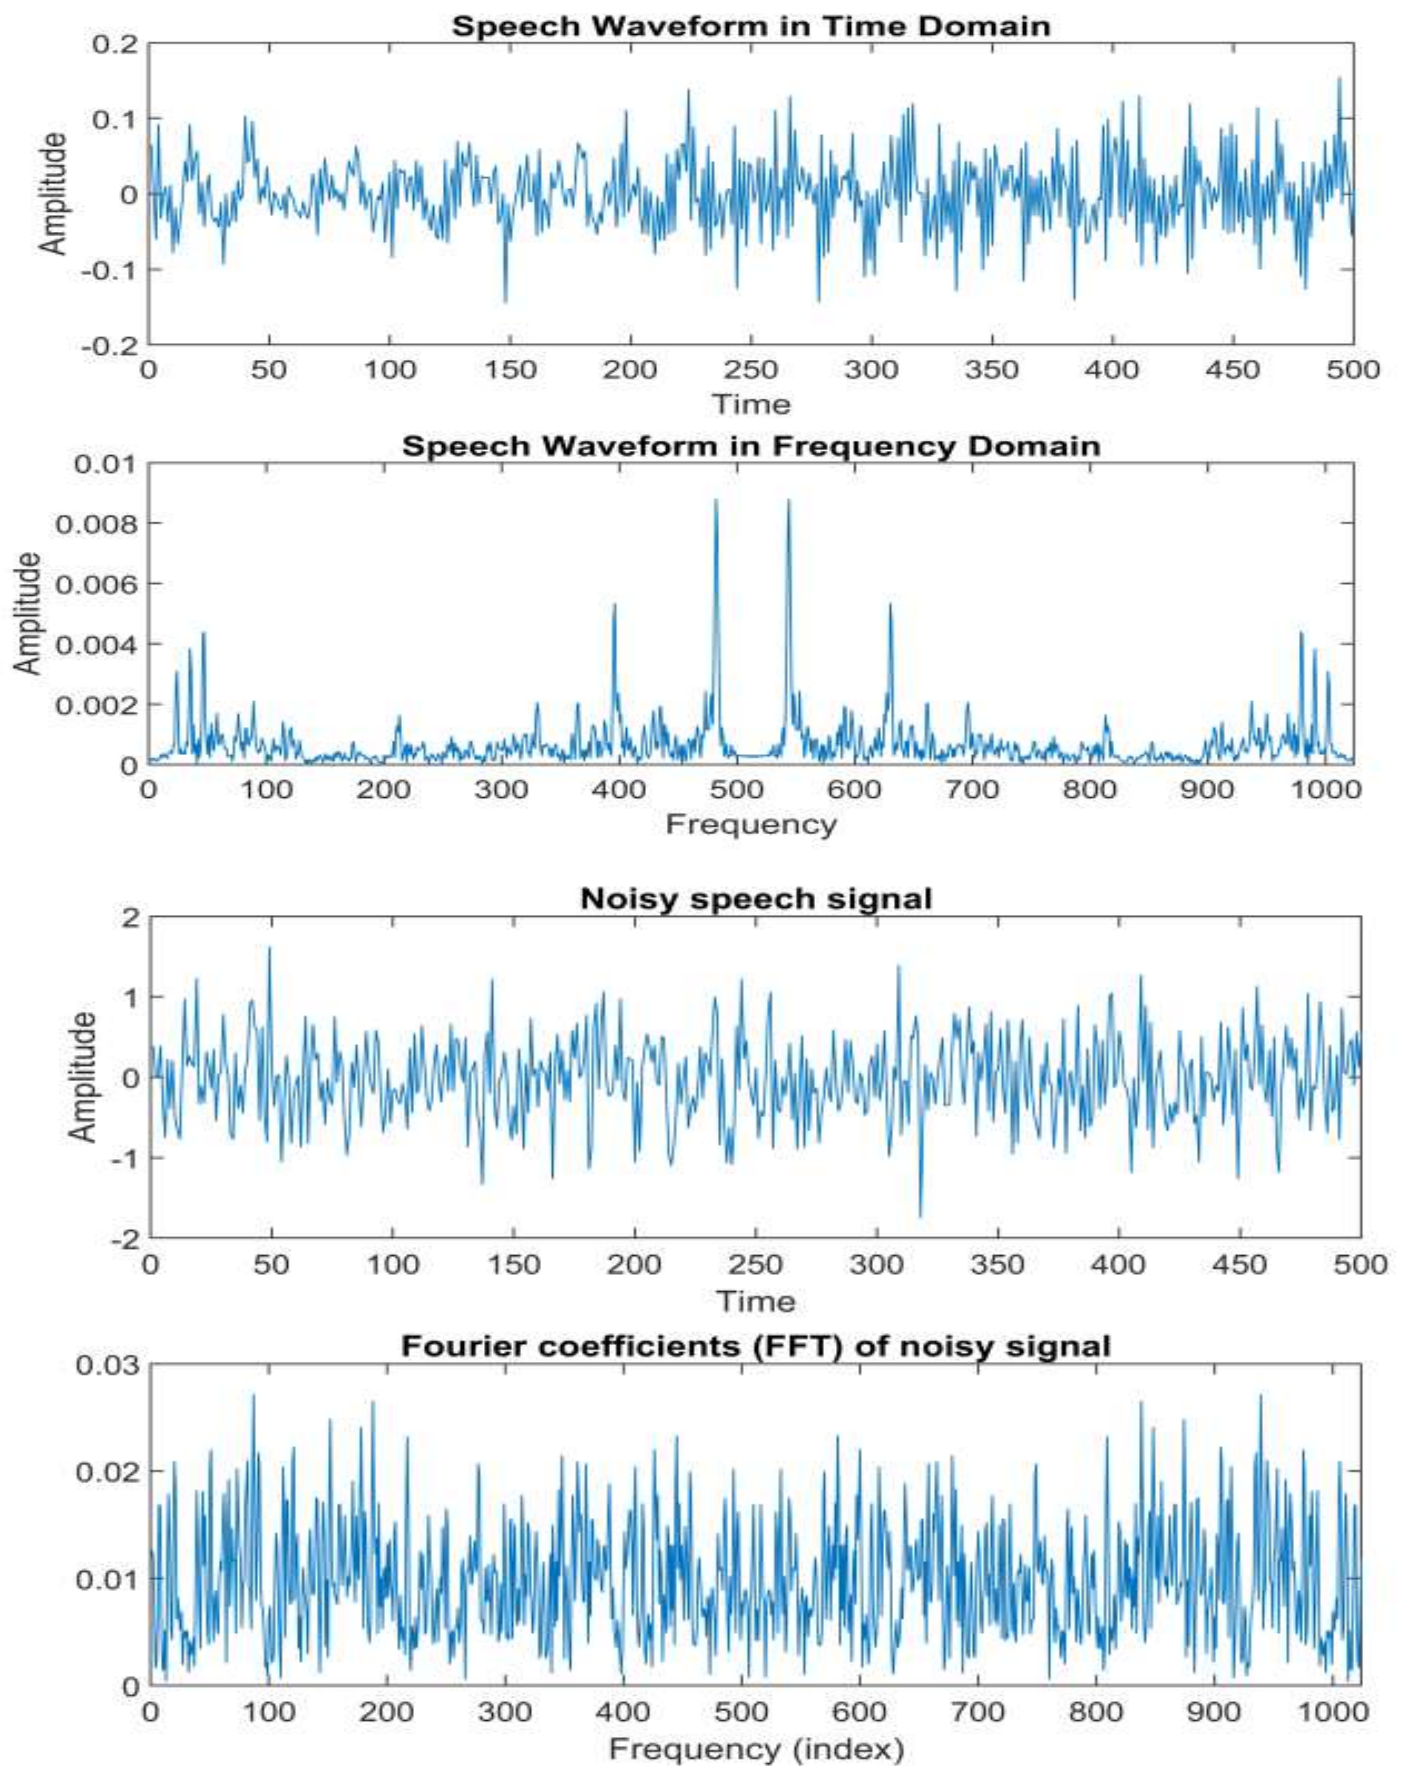 Speech Waveform in Time Domain
0.2
0.1
0
-0.1
-0.2
Amplitude
0 50 100 150 200 250 300 350 400 450 500
Time
Speech Waveform in Frequency Domain
0.01
0.008
0.006
0.004
0.002
0
Amplitude
0 100 200 300 400 500 600 700 800 900 1000
Frequency
Noisy speech signal
2
1
0
-1
-2
Amplitude
0 50 100 150 200 250 300 350 400 450 500
Time
Fourier coefficients (FFT) of noisy signal
0.03
0.02
0.01
0
0 100 200 300 400 500 600 700 800 900 1000
Frequency (index)